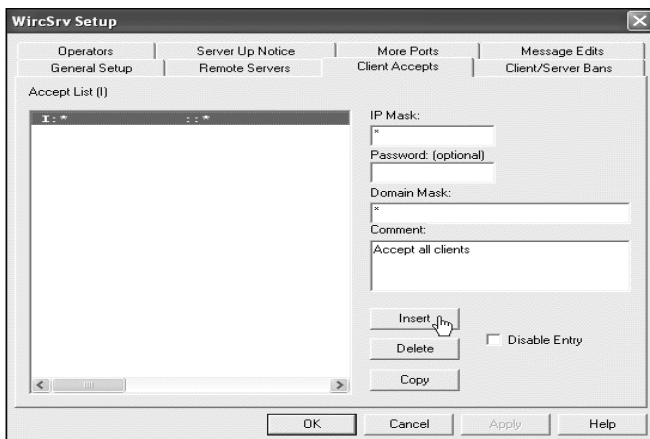 WircSrv Setup
Operators
Server Up Notice
More Ports
Message Edits
General Setup
Remote Servers
Client Accepts
Client/Server Bans
Accept List (I)
I:* ::*
IP Mask:
*
Password: (optional)
Domain Mask:
*
Comment:
Accept all clients
Insert
Delete
Disable Entry
Copy
OK
Cancel
Apply
Help